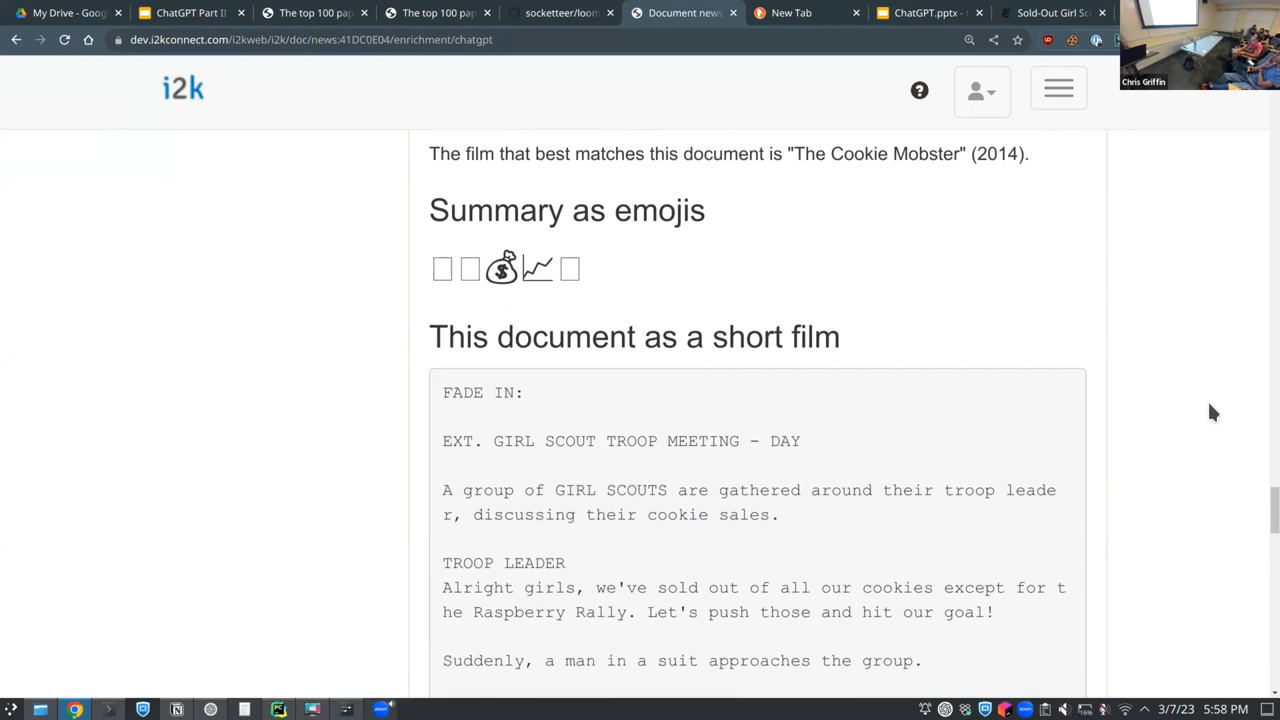 My Drive - Goog
ChatGPT Part II
The top 100 pap
The top 100 pap
socketteer/loom
Document news
New Tab
ChatGPT.pptx -
Sold-Out Girl Sc
dev.i2kconnect.com/i2kweb/i2k/doc/news:41DC0E04/enrichment/chatgpt
Chris Griffin
i2k
The film that best matches this document is "The Cookie Mobster" (2014).
Summary as emojis
This document as a short film
FADE IN:
EXT. GIRL SCOUT TROOP MEETING - DAY
A group of GIRL SCOUTS are gathered around their troop leade
r, discussing their cookie sales.
TROOP LEADER
Alright girls, we've sold out of all our cookies except for t
he Raspberry Rally. Let's push those and hit our goal!
Suddenly, a man in a suit approaches the group.
16%
3/7/23
5:58 PM